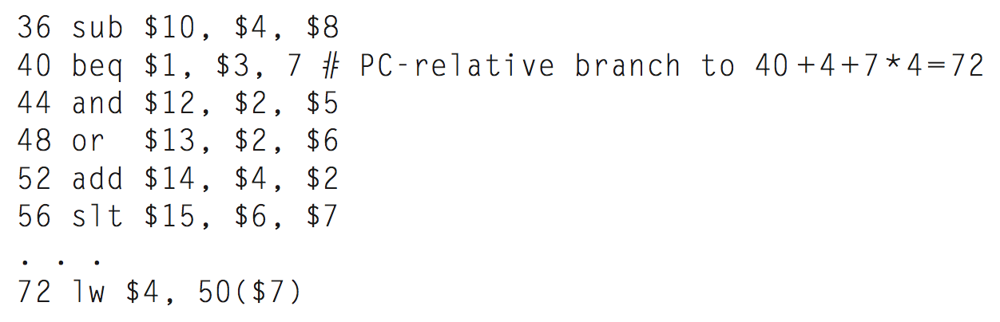 36 sub $10, $4, $8
40 beq $1, $3, 7 # PC-relative branch to 40+4+7*4=72
44 and $12, $2, $5
48 or $13, $2, $6
52 add $14, $4, $2
56 slt $15, $6, $7
. . .
72 lw $4, 50($7)